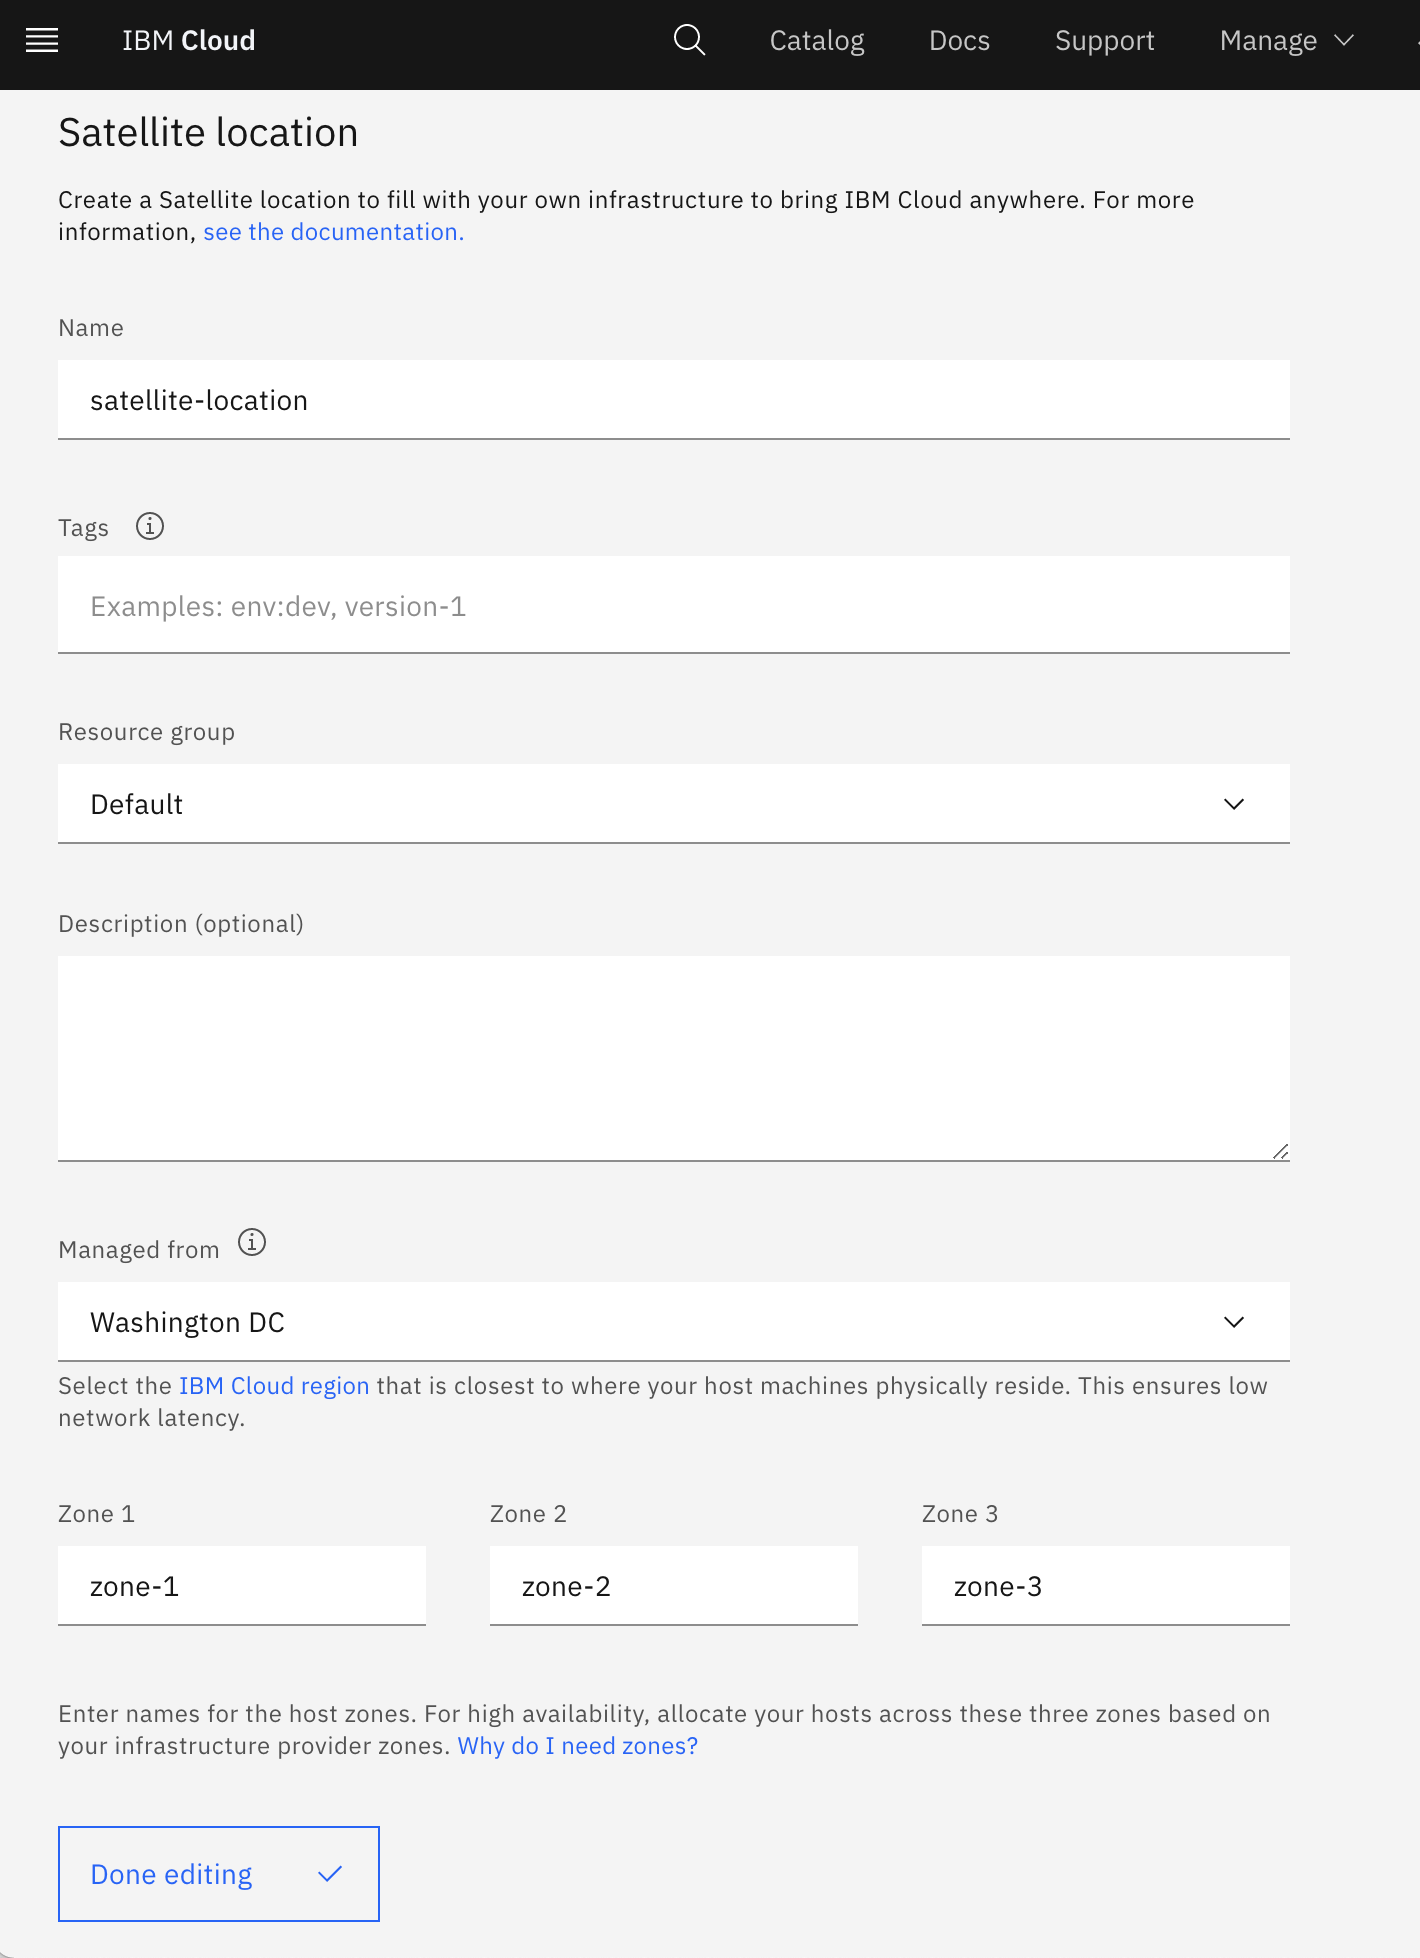 IBM Cloud Catalog Docs Support Manage
Satellite location
Create a Satellite location to fill with your own infrastructure to bring IBM Cloud anywhere. For more
information, see the documentation.
Name
satellite-location
Tags
Examples: env:dev, version-1
Resource group
Default
Description (optional)
Managed from
Washington DC
Select the IBM Cloud region that is closest to where your host machines physically reside. This ensures low
network latency.
Zone 1 Zone 2 Zone 3
zone-1 zone-2 zone-3
Enter names for the host zones. For high availability, allocate your hosts across these three zones based on
your infrastructure provider zones. Why do I need zones?
Done editing